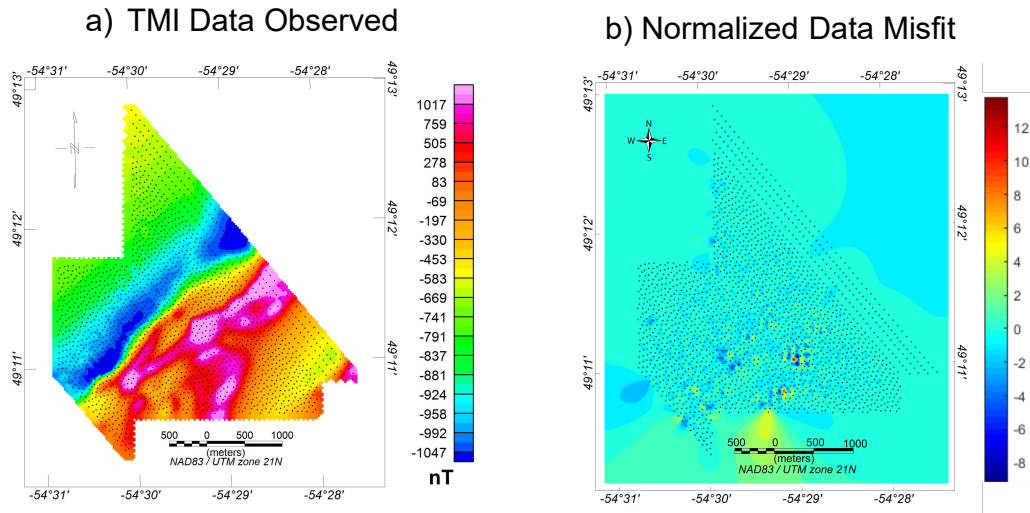 a) TMI Data Observed
-54°31' -54°30' -54°29' -54°28'
49°13'
49°12'
49°11'
49°13'
49°12'
49°11'
N
500 0 500 1000
(meters)
NAD83 / UTM zone 21N
-54°31' -54°30' -54°29' -54°28'
1017
759
505
278
83
-69
-197
-330
-453
-583
-669
-741
-791
-837
-881
-924
-958
-992
-1047
nT
b) Normalized Data Misfit
-54°31' -54°30' -54°29' -54°28'
49°13'
49°12'
49°11'
49°13'
49°12'
49°11'
N
W E
S
500 0 500 1000
(meters)
NAD83 / UTM zone 21N
-54°31' -54°30' -54°29' -54°28'
12
10
8
6
4
2
0
-2
-4
-6
-8